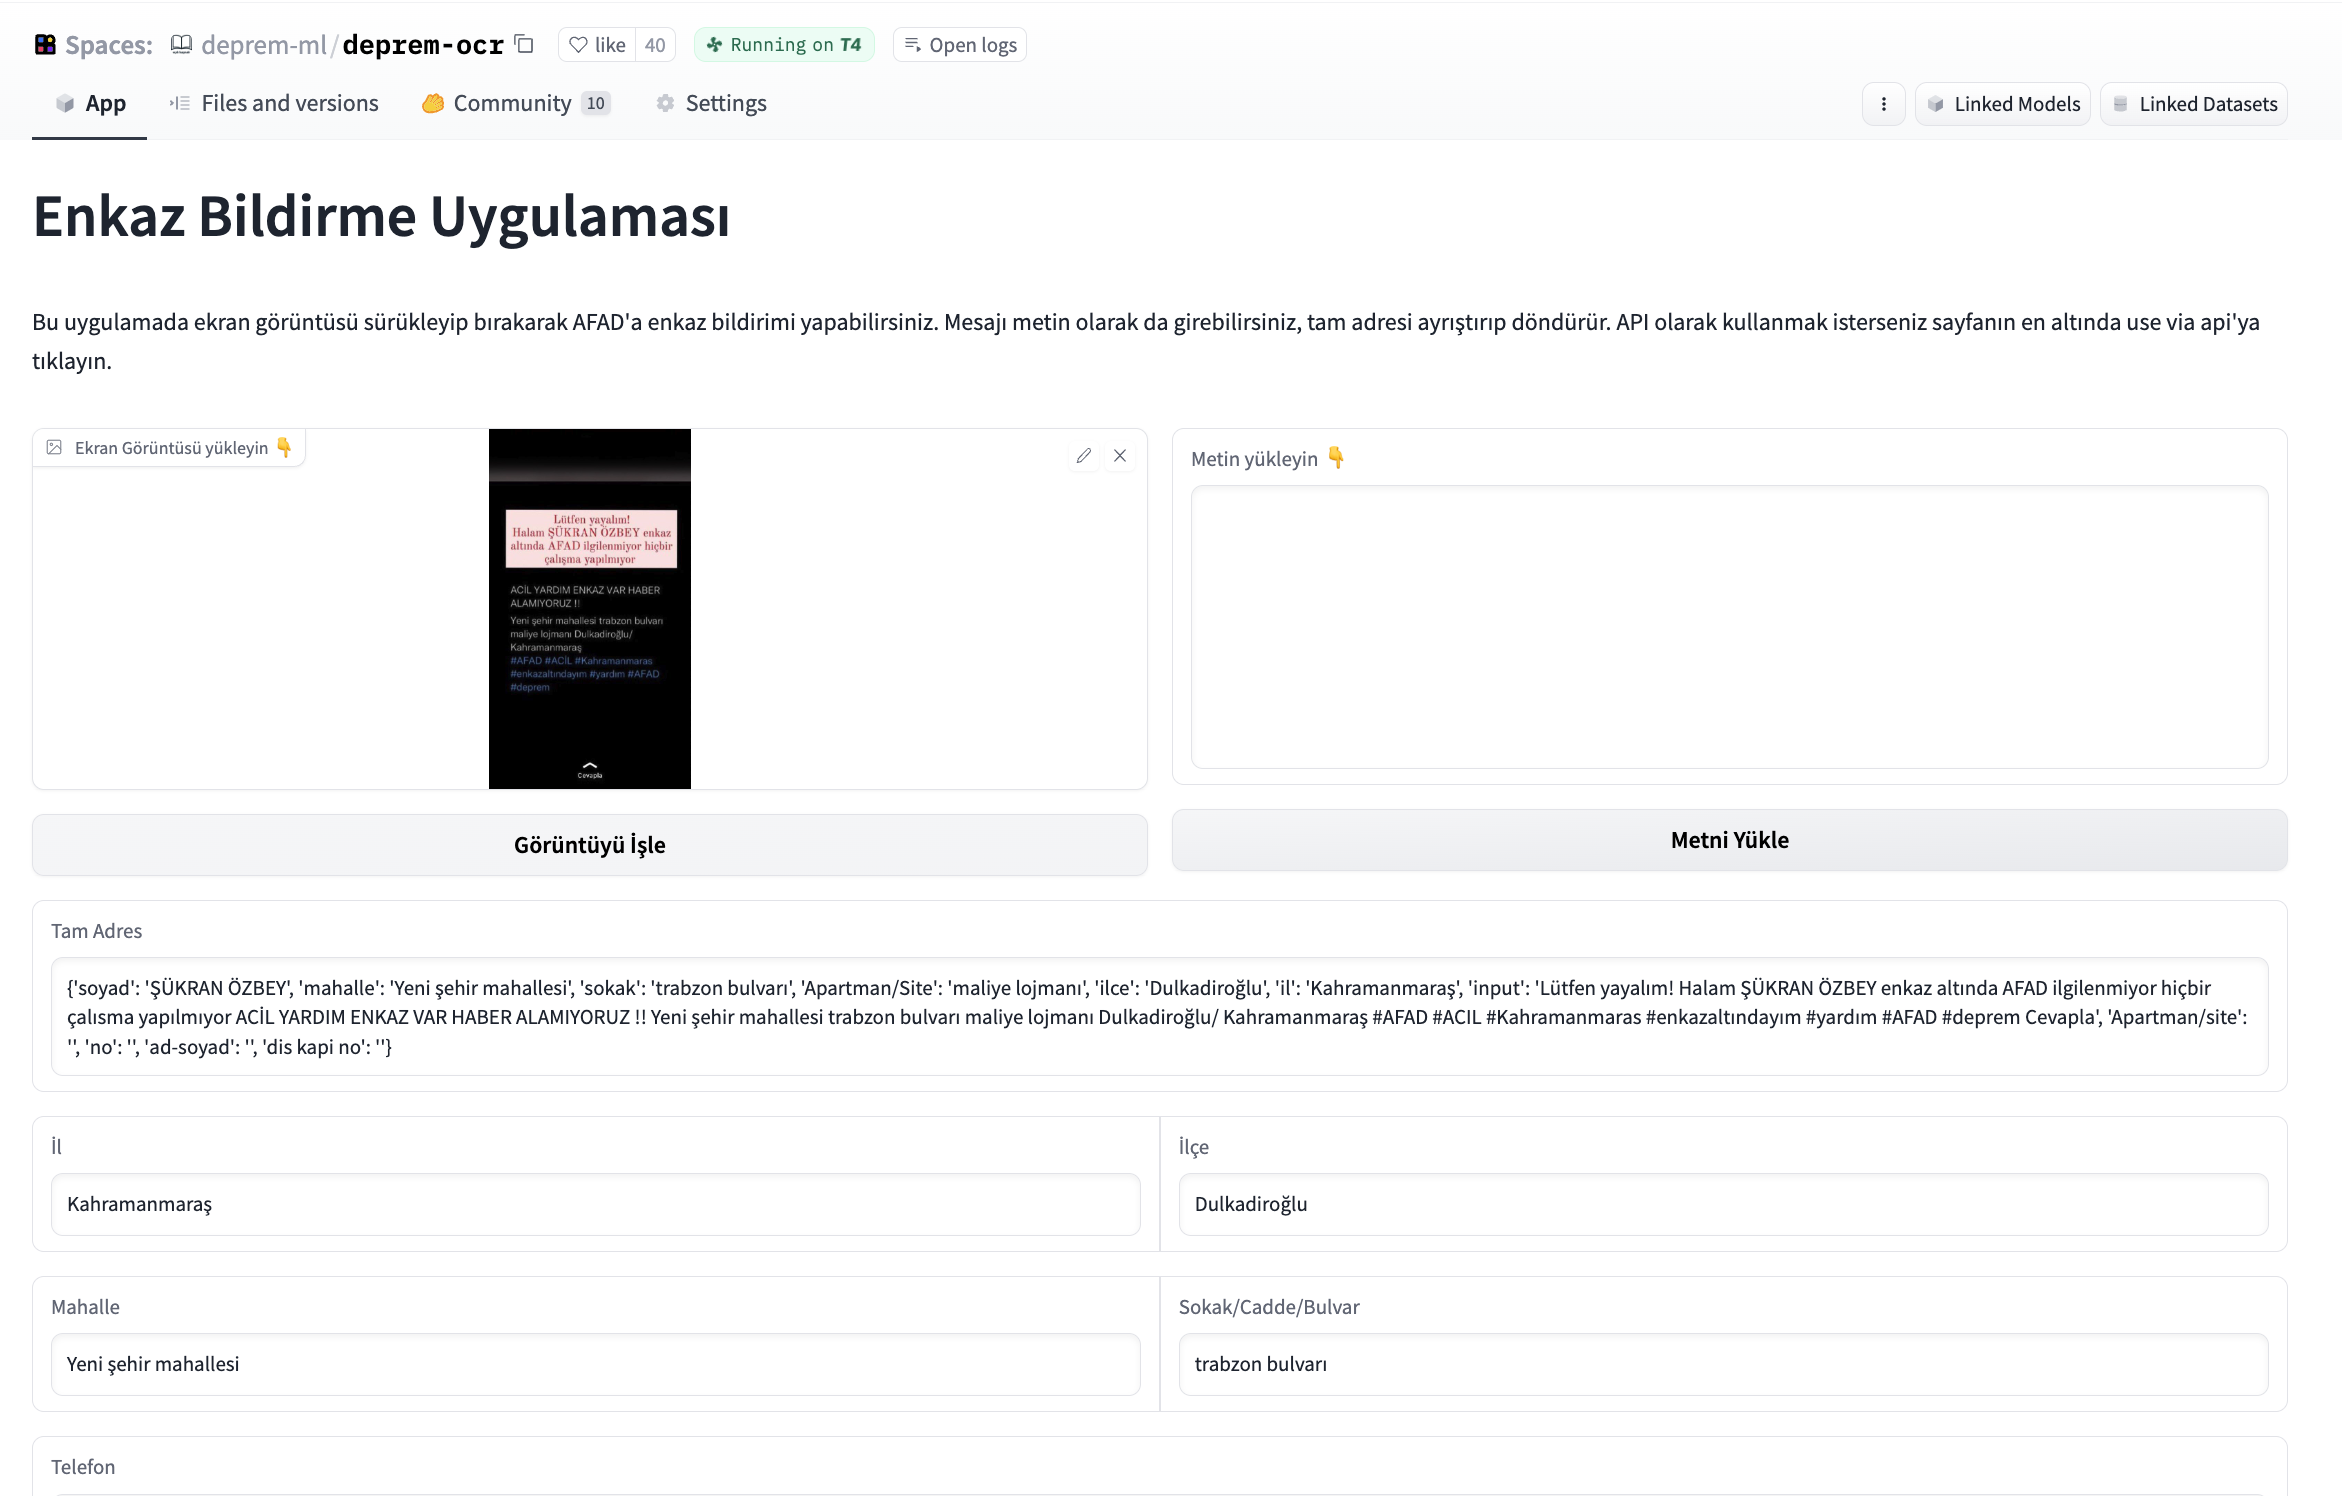 Spaces: deprem-ml/deprem-ocr like 40 Running on T4 Open logs
App Files and versions Community 10 Settings Linked Models Linked Datasets
Enkaz Bildirme Uygulaması
Bu uygulamada ekran görüntüsü sürükleyip bırakarak AFAD'a enkaz bildirimi yapabilirsiniz. Mesajı metin olarak da girebilirsiniz, tam adresi ayrıştırıp döndürür. API olarak kullanmak isterseniz sayfanın en altında use via api'ya
tıklayın.
Ekran Görüntüsü yükleyin 👇
Lütfen yayalım!
Halam ŞÜKRAN ÖZBEY enkaz
altında AFAD ilgilenmiyor hiçbir
çalışma yapılmıyor
ACİL YARDIM ENKAZ VAR HABER
ALAMIYORUZ !!
Yeni şehir mahallesi trabzon bulvarı
maliye lojmanı Dulkadiroğlu/
Kahramanmaraş
#AFAD #ACİL #Kahramanmaras
#enkazaltındayım #yardım #AFAD
#deprem
Cevapla
Metin yükleyin 👇
Görüntüyü İşle
Metni Yükle
Tam Adres
{'soyad': 'ŞÜKRAN ÖZBEY', 'mahalle': 'Yeni şehir mahallesi', 'sokak': 'trabzon bulvarı', 'Apartman/Site': 'maliye lojmanı', 'ilce': 'Dulkadiroğlu', 'il': 'Kahramanmaraş', 'input': 'Lütfen yayalım! Halam ŞÜKRAN ÖZBEY enkaz altında AFAD ilgilenmiyor hiçbir
çalısma yapılmıyor ACİL YARDIM ENKAZ VAR HABER ALAMIYORUZ !! Yeni şehir mahallesi trabzon bulvarı maliye lojmanı Dulkadiroğlu/ Kahramanmaraş #AFAD #ACIL #Kahramanmaras #enkazaltındayım #yardım #AFAD #deprem Cevapla', 'Apartman/site':
'', 'no': '', 'ad-soyad': '', 'dis kapi no': ''}
İl
Kahramanmaraş
İlçe
Dulkadiroğlu
Mahalle
Yeni şehir mahallesi
Sokak/Cadde/Bulvar
trabzon bulvarı
Telefon